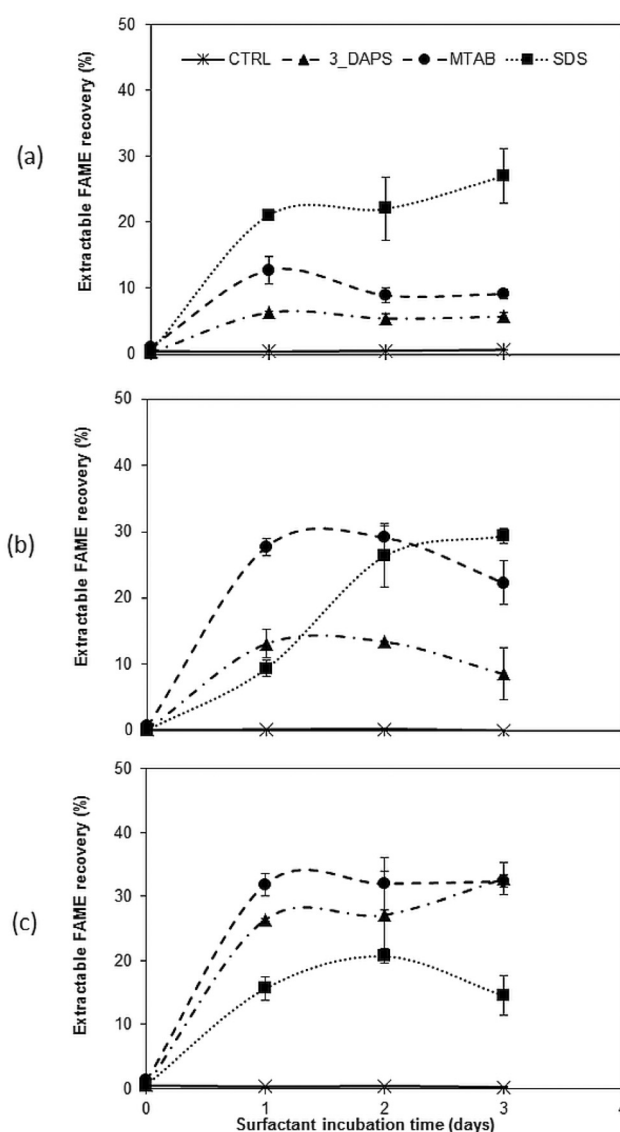 50
CTRL 3_DAPS MTAB SDS
40
(a)
Extractable FAME recovery (%)
30
20
10
0
50
40
(b)
Extractable FAME recovery (%)
30
20
10
0
50
40
(c)
Extractable FAME recovery (%)
30
20
10
0
0 1 2 3 4
Surfactant incubation time (days)